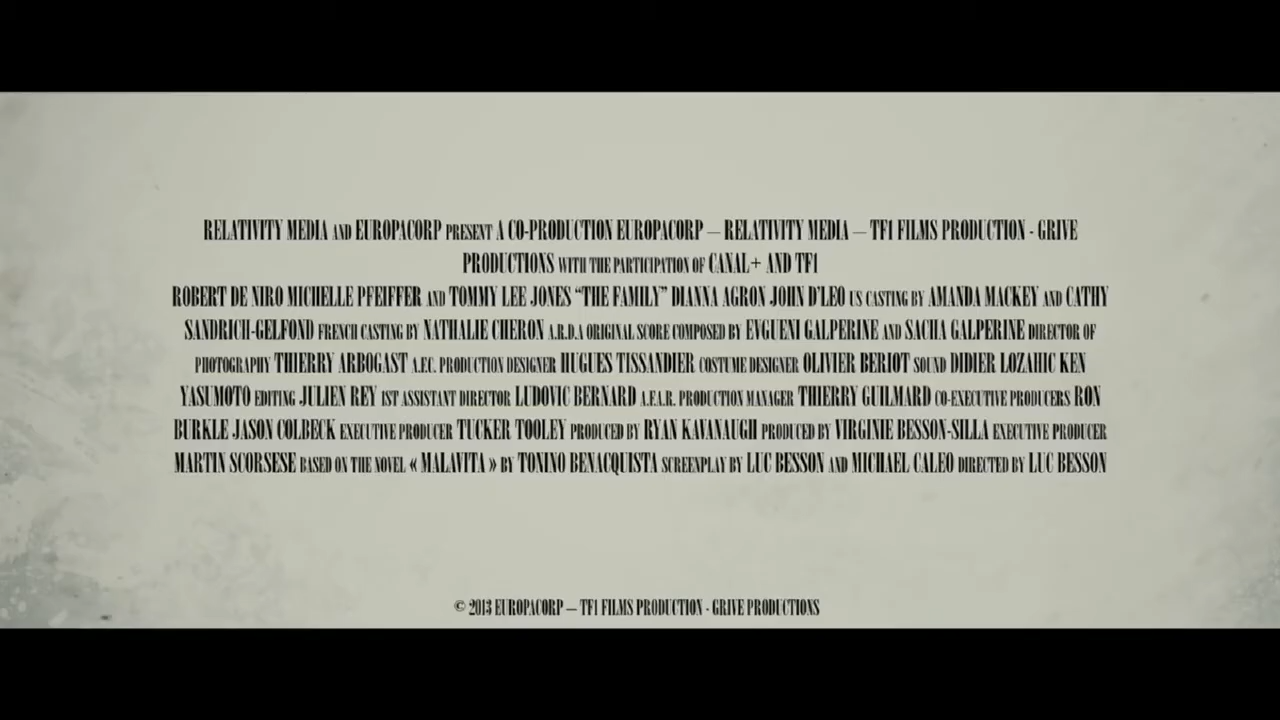 RELATIVITY MEDIA AND EUROPACORP PRESENT A CO-PRODUCTION EUROPACORP — RELATIVITY MEDIA — TF1 FILMS PRODUCTION - GRIVE
PRODUCTIONS WITH THE PARTICIPATION OF CANAL+ AND TF1
ROBERT DE NIRO MICHELLE PFEIFFER AND TOMMY LEE JONES “THE FAMILY” DIANNA AGRON JOHN D’LEO US CASTING BY AMANDA MACKEY AND CATHY
SANDRICH-GELFOND FRENCH CASTING BY NATHALIE CHERON A.R.D.A ORIGINAL SCORE COMPOSED BY EVGUENI GALPERINE AND SACHA GALPERINE DIRECTOR OF
PHOTOGRAPHY THIERRY ARBOGAST A.F.C. PRODUCTION DESIGNER HUGUES TISSANDIER COSTUME DESIGNER OLIVIER BERIOT SOUND DIDIER LOZAHIC KEN
YASUMOTO EDITING JULIEN REY 1ST ASSISTANT DIRECTOR LUDOVIC BERNARD A.F.A.R. PRODUCTION MANAGER THIERRY GUILMARD CO-EXECUTIVE PRODUCERS RON
BURKLE JASON COLBECK EXECUTIVE PRODUCER TUCKER TOOLEY PRODUCED BY RYAN KAVANAUGH PRODUCED BY VIRGINIE BESSON-SILLA EXECUTIVE PRODUCER
MARTIN SCORSESE BASED ON THE NOVEL « MALAVITA » BY TONINO BENACQUISTA SCREENPLAY BY LUC BESSON AND MICHAEL CALEO DIRECTED BY LUC BESSON
© 2013 EUROPACORP — TF1 FILMS PRODUCTION - GRIVE PRODUCTIONS